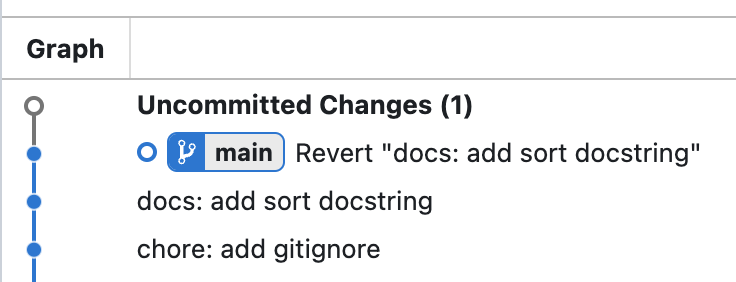 Graph
Uncommitted Changes (1)
main Revert "docs: add sort docstring"
docs: add sort docstring
chore: add gitignore